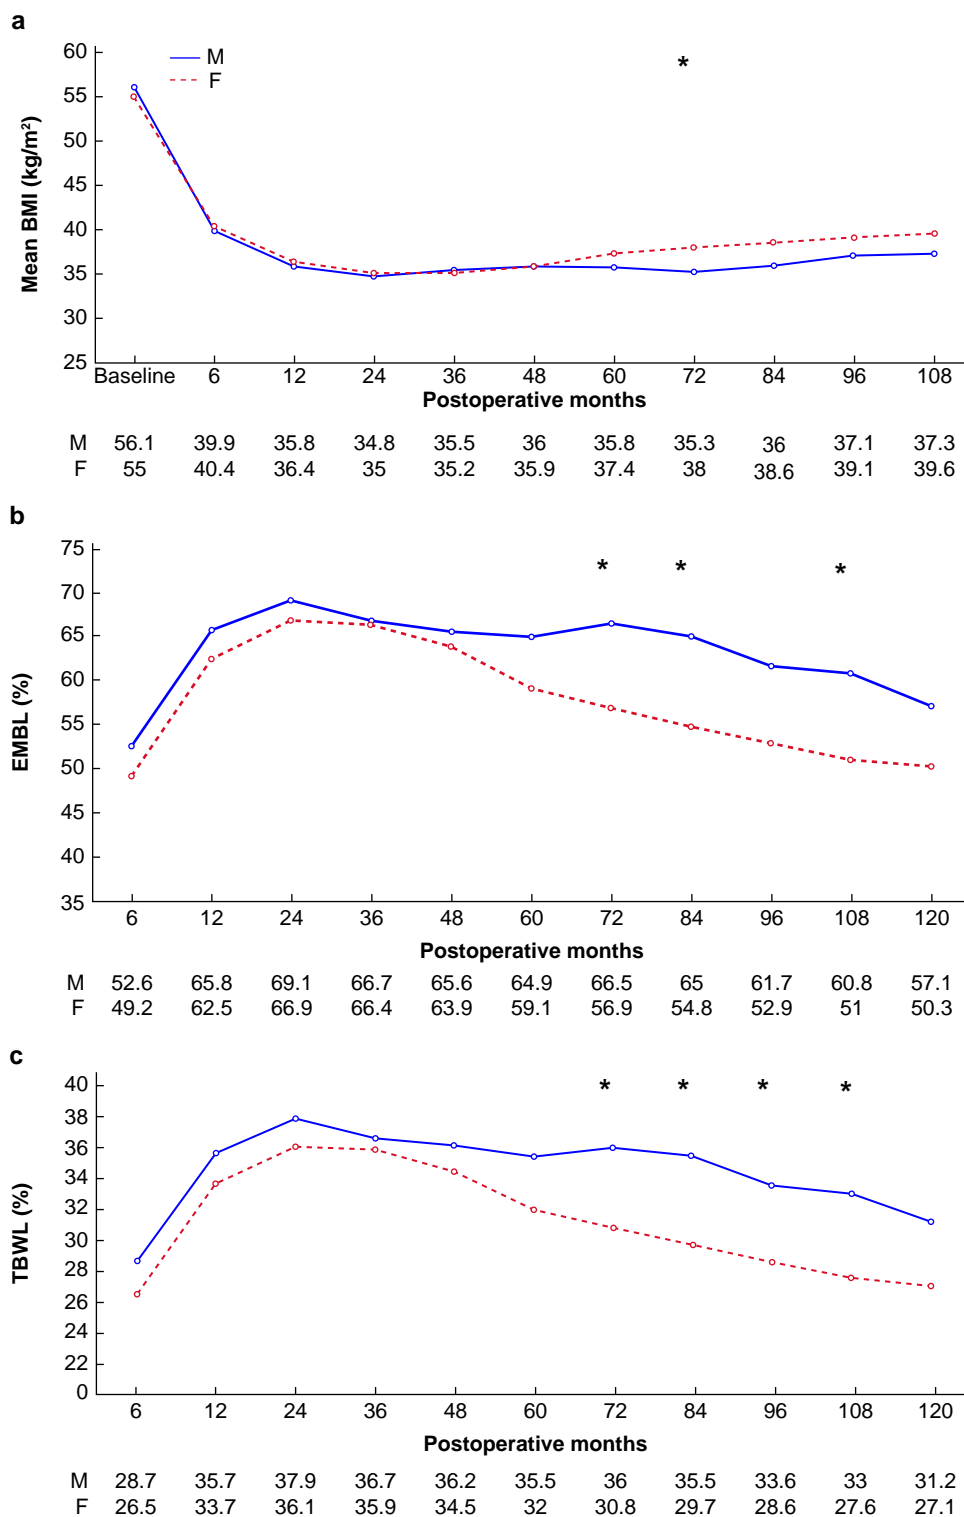 a
60
55
50
45
40
35
30
25
Mean BMI (kg/m²)
M
F
*
Baseline 6 12 24 36 48 60 72 84 96 108
Postoperative months
M 56.1 39.9 35.8 34.8 35.5 36 35.8 35.3 36 37.1 37.3
F 55 40.4 36.4 35 35.2 35.9 37.4 38 38.6 39.1 39.6
b
75
70
65
60
55
50
45
40
35
EMBL (%)
* * *
6 12 24 36 48 60 72 84 96 108 120
Postoperative months
M 52.6 65.8 69.1 66.7 65.6 64.9 66.5 65 61.7 60.8 57.1
F 49.2 62.5 66.9 66.4 63.9 59.1 56.9 54.8 52.9 51 50.3
c
40
38
36
34
32
30
28
26
24
22
0
TBWL (%)
* * * *
6 12 24 36 48 60 72 84 96 108 120
Postoperative months
M 28.7 35.7 37.9 36.7 36.2 35.5 36 35.5 33.6 33 31.2
F 26.5 33.7 36.1 35.9 34.5 32 30.8 29.7 28.6 27.6 27.1